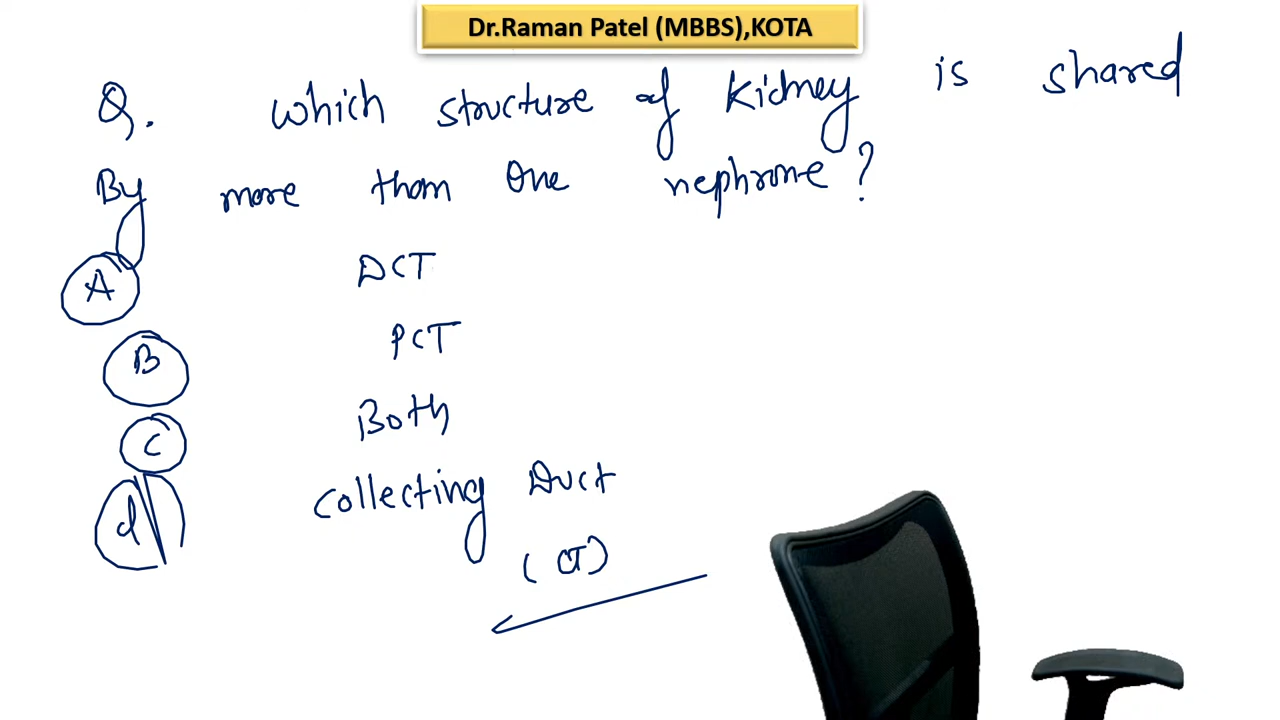 Dr.Raman Patel (MBBS),KOTA
Q. which structure of kidney is shared
By more than one nephrone?
A DCT
B PCT
C Both
d collecting Duct
(CT)